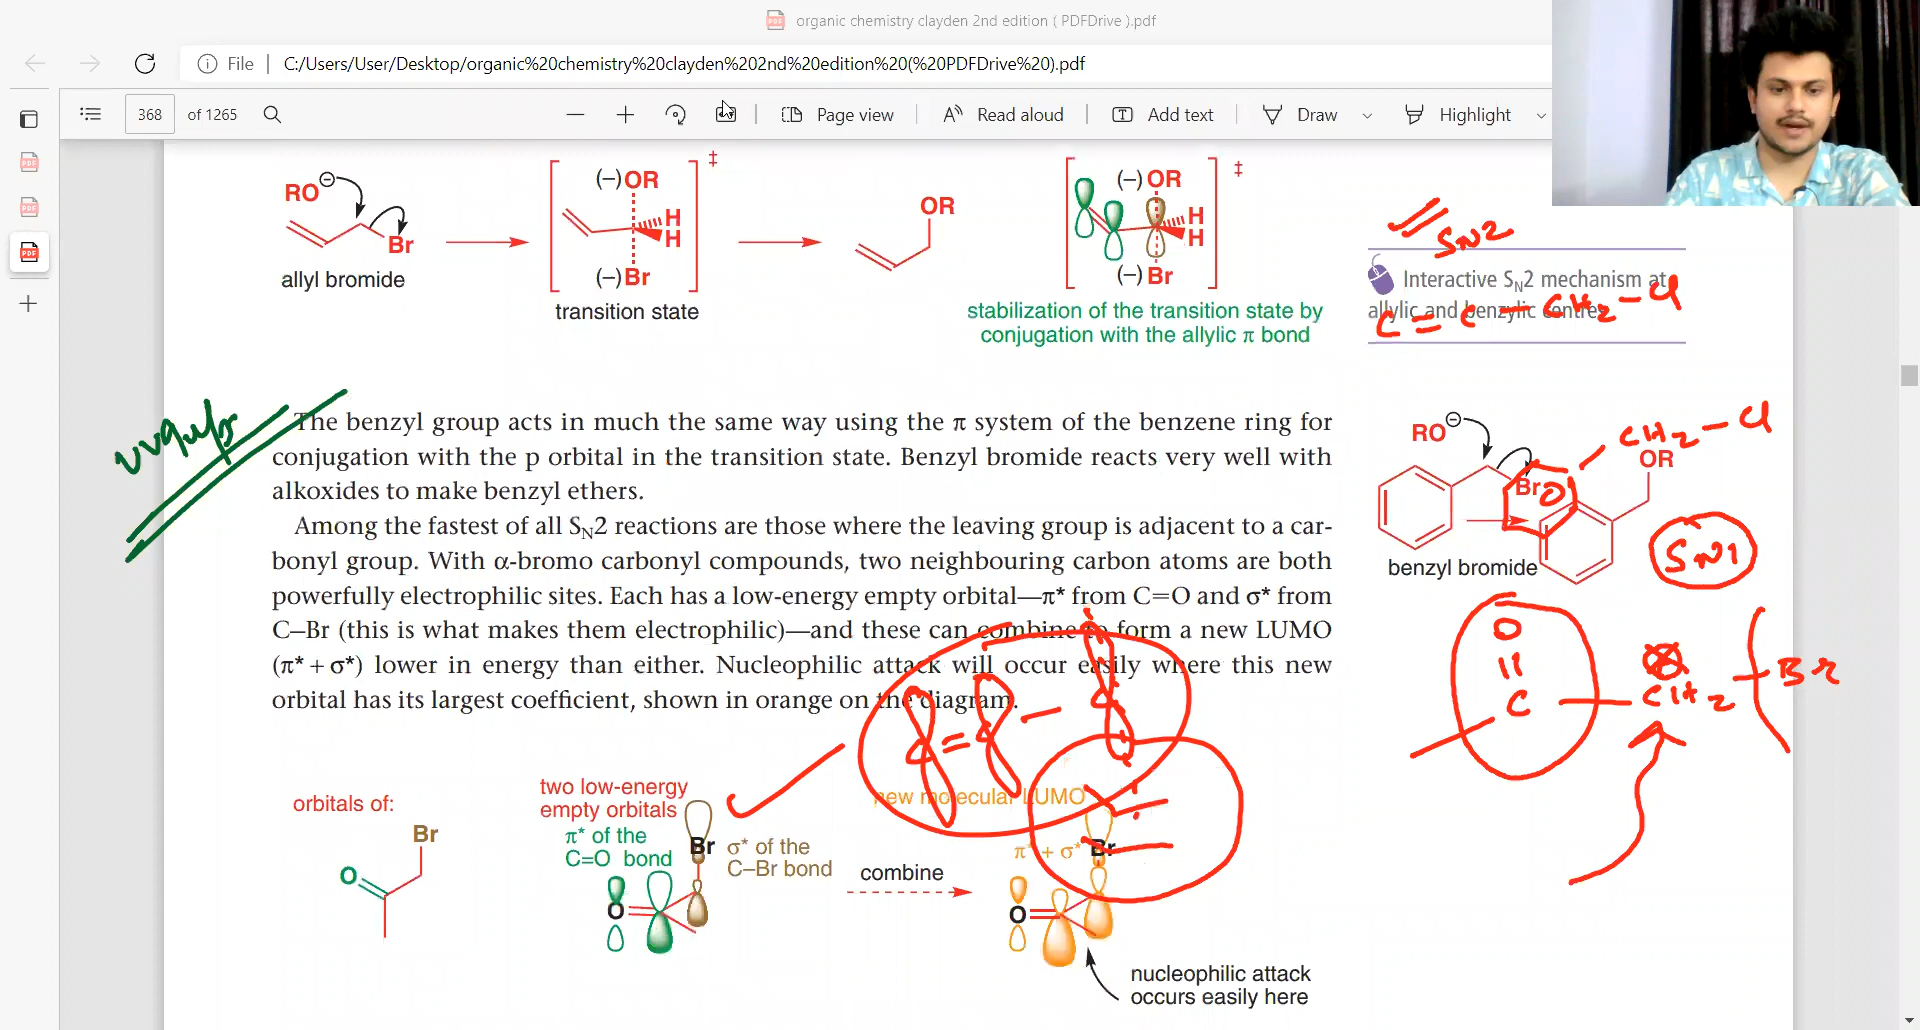 organic chemistry clayden 2nd edition ( PDFDrive ).pdf
File | C:/Users/User/Desktop/organic%20chemistry%20clayden%202nd%20edition%20(%20PDFDrive%20).pdf
368 of 1265
Page view
Read aloud
Add text
Draw
Highlight
RO⊖
Br
allyl bromide
(–)OR
H
H
(–)Br
‡
transition state
OR
(–)OR
H
H
(–)Br
‡
stabilization of the transition state by
conjugation with the allylic π bond
SN2
Interactive SN2 mechanism at
allylic and benzylic centres
C = C – CH2 – Cl
The benzyl group acts in much the same way using the π system of the benzene ring for
conjugation with the p orbital in the transition state. Benzyl bromide reacts very well with
alkoxides to make benzyl ethers.
Among the fastest of all SN2 reactions are those where the leaving group is adjacent to a car-
bonyl group. With α-bromo carbonyl compounds, two neighbouring carbon atoms are both
powerfully electrophilic sites. Each has a low-energy empty orbital—π* from C=O and σ* from
C–Br (this is what makes them electrophilic)—and these can combine to form a new LUMO
(π* + σ*) lower in energy than either. Nucleophilic attack will occur easily where this new
orbital has its largest coefficient, shown in orange on the diagram.
RO⊖
Br
CH2 – Cl
OR
benzyl bromide
SN1
O
C – CH2 – Br
orbitals of:
Br
O
two low-energy
empty orbitals
π* of the
C=O bond
Br
σ* of the
C–Br bond
O
combine
new molecular LUMO
π* + σ*
Br
O
nucleophilic attack
occurs easily here